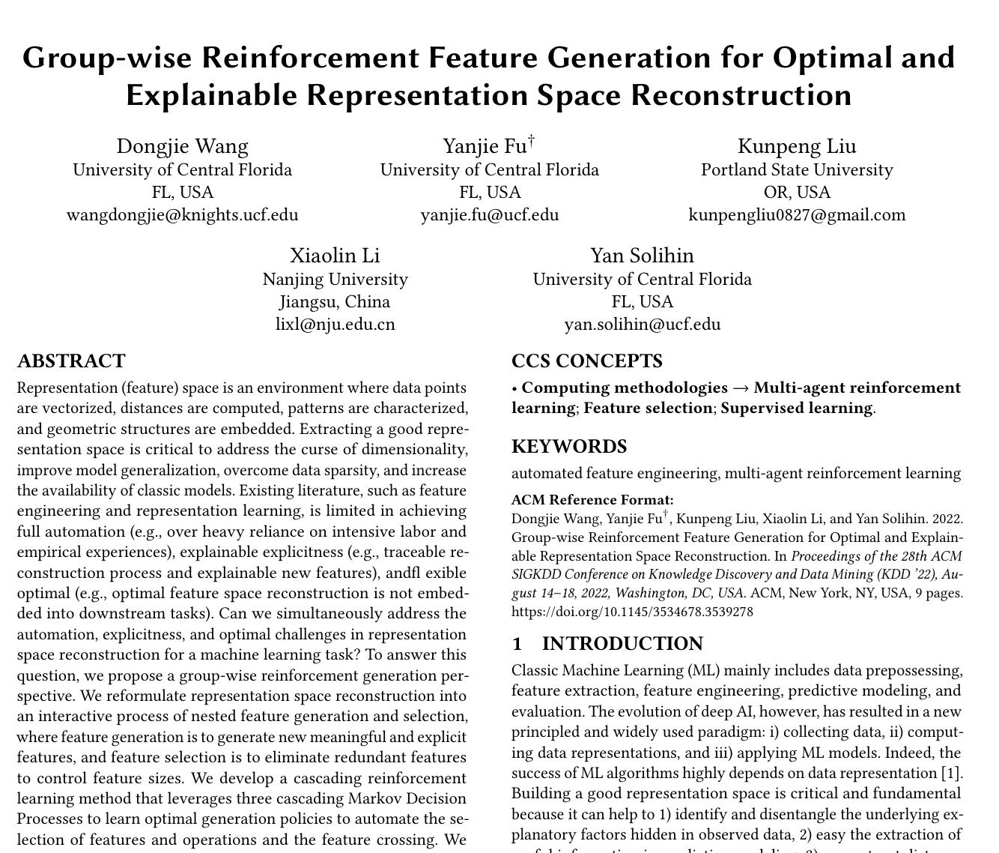 Group-wise Reinforcement Feature Generation for Optimal and
Explainable Representation Space Reconstruction
Dongjie Wang
University of Central Florida
FL, USA
wangdongjie@knights.ucf.edu
Yanjie Fu†
University of Central Florida
FL, USA
yanjie.fu@ucf.edu
Kunpeng Liu
Portland State University
OR, USA
kunpengliu0827@gmail.com
Xiaolin Li
Nanjing University
Jiangsu, China
lixl@nju.edu.cn
Yan Solihin
University of Central Florida
FL, USA
yan.solihin@ucf.edu
ABSTRACT
Representation (feature) space is an environment where data points
are vectorized, distances are computed, patterns are characterized,
and geometric structures are embedded. Extracting a good repre-
sentation space is critical to address the curse of dimensionality,
improve model generalization, overcome data sparsity, and increase
the availability of classic models. Existing literature, such as feature
engineering and representation learning, is limited in achieving
full automation (e.g., over heavy reliance on intensive labor and
empirical experiences), explainable explicitness (e.g., traceable re-
construction process and explainable new features), andfl exible
optimal (e.g., optimal feature space reconstruction is not embed-
ded into downstream tasks). Can we simultaneously address the
automation, explicitness, and optimal challenges in representation
space reconstruction for a machine learning task? To answer this
question, we propose a group-wise reinforcement generation per-
spective. We reformulate representation space reconstruction into
an interactive process of nested feature generation and selection,
where feature generation is to generate new meaningful and explicit
features, and feature selection is to eliminate redundant features
to control feature sizes. We develop a cascading reinforcement
learning method that leverages three cascading Markov Decision
Processes to learn optimal generation policies to automate the se-
lection of features and operations and the feature crossing. We
CCS CONCEPTS
• Computing methodologies → Multi-agent reinforcement
learning; Feature selection; Supervised learning.
KEYWORDS
automated feature engineering, multi-agent reinforcement learning
ACM Reference Format:
Dongjie Wang, Yanjie Fu†, Kunpeng Liu, Xiaolin Li, and Yan Solihin. 2022.
Group-wise Reinforcement Feature Generation for Optimal and Explain-
able Representation Space Reconstruction. In Proceedings of the 28th ACM
SIGKDD Conference on Knowledge Discovery and Data Mining (KDD ’22), Au-
gust 14–18, 2022, Washington, DC, USA. ACM, New York, NY, USA, 9 pages.
https://doi.org/10.1145/3534678.3539278
1 INTRODUCTION
Classic Machine Learning (ML) mainly includes data prepossessing,
feature extraction, feature engineering, predictive modeling, and
evaluation. The evolution of deep AI, however, has resulted in a new
principled and widely used paradigm: i) collecting data, ii) comput-
ing data representations, and iii) applying ML models. Indeed, the
success of ML algorithms highly depends on data representation [1].
Building a good representation space is critical and fundamental
because it can help to 1) identify and disentangle the underlying ex-
planatory factors hidden in observed data, 2) easy the extraction of